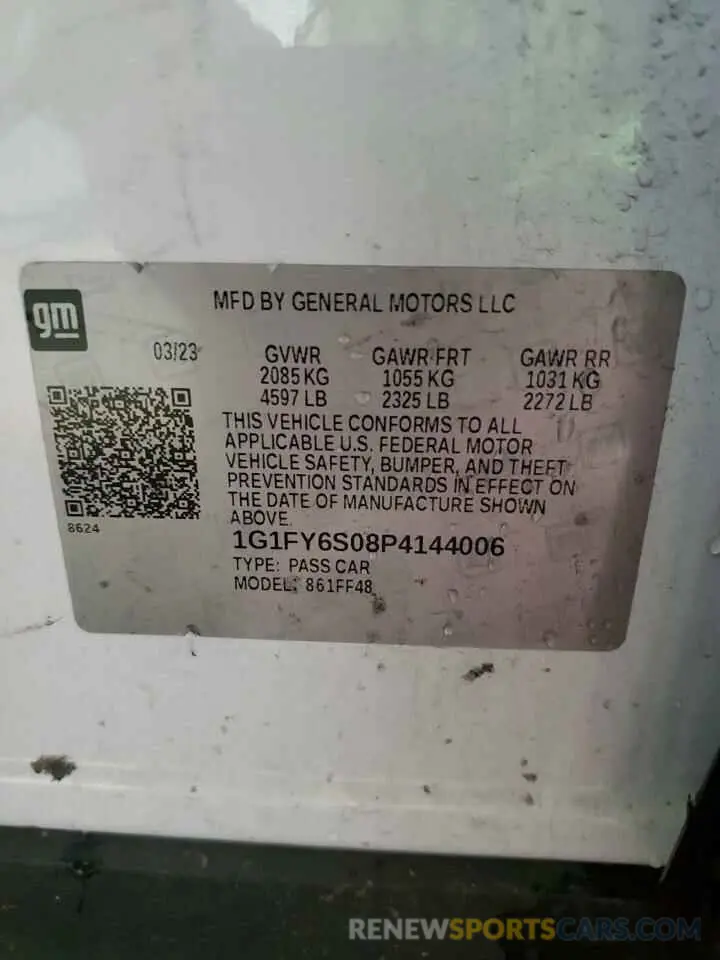 gm
MFD BY GENERAL MOTORS LLC
03/23 GVWR GAWR FRT GAWR RR
2085 KG 1055 KG 1031 KG
4597 LB 2325 LB 2272 LB
THIS VEHICLE CONFORMS TO ALL
APPLICABLE U.S. FEDERAL MOTOR
VEHICLE SAFETY, BUMPER, AND THEFT
PREVENTION STANDARDS IN EFFECT ON
THE DATE OF MANUFACTURE SHOWN
ABOVE.
8624
1G1FY6S08P4144006
TYPE: PASS CAR
MODEL: 861FF48
RENEWSPORTSCARS.COM